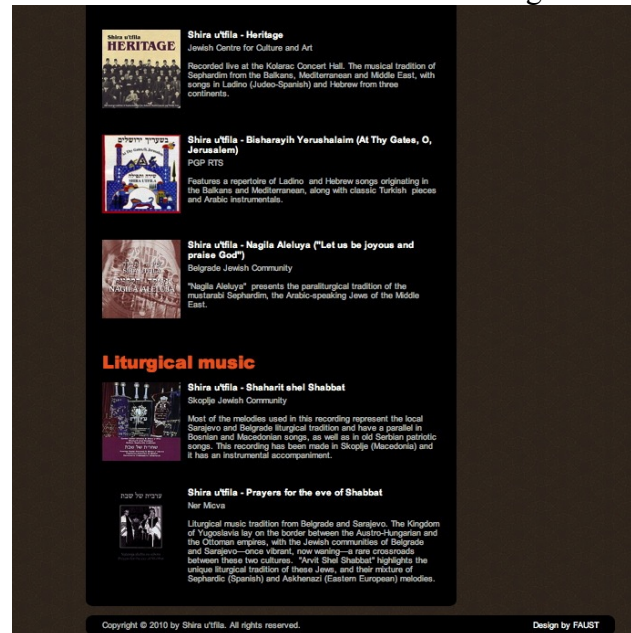 Shira u'tfila
HERITAGE
Shira u'tfila - Heritage
Jewish Centre for Culture and Art
Recorded live at the Kolarac Concert Hall. The musical tradition of
Sephardim from the Balkans, Mediterranean and Middle East, with
songs in Ladino (Judeo-Spanish) and Hebrew from three
continents.
בשעריך ירושלים
Shira u'tfila - Bisharayih Yerushalaim (At Thy Gates, O,
Jerusalem)
PGP RTS
Features a repertoire of Ladino and Hebrew songs originating in
the Balkans and Mediterranean, along with classic Turkish pieces
and Arabic instrumentals.
NAGILA ALELUYA
Shira u'tfila - Nagila Aleluya ("Let us be joyous and
praise God")
Belgrade Jewish Community
"Nagila Aleluya" presents the paraliturgical tradition of the
mustarabi Sephardim, the Arabic-speaking Jews of the Middle
East.
Liturgical music
Shira u'tfila - Shaharit shel Shabbat
Skoplje Jewish Community
Most of the melodies used in this recording represent the local
Sarajevo and Belgrade liturgical tradition and have a parallel in
Bosnian and Macedonian songs, as well as in old Serbian patriotic
songs. This recording has been made in Skoplje (Macedonia) and
it has an instrumental accompaniment.
ערבית של שבת
Shira u'tfila - Prayers for the eve of Shabbat
Ner Micva
Liturgical music tradition from Belgrade and Sarajevo. The Kingdom
of Yugoslavia lay on the border between the Austro-Hungarian and
the Ottoman empires, with the Jewish communities of Belgrade
and Sarajevo—once vibrant, now waning—a rare crossroads
between these two cultures. "Arvit Shel Shabbat" highlights the
unique liturgical tradition of these Jews, and their mixture of
Sephardic (Spanish) and Askhenazi (Eastern European) melodies.
Copyright © 2010 by Shira u'tfila. All rights reserved.
Design by FAUST